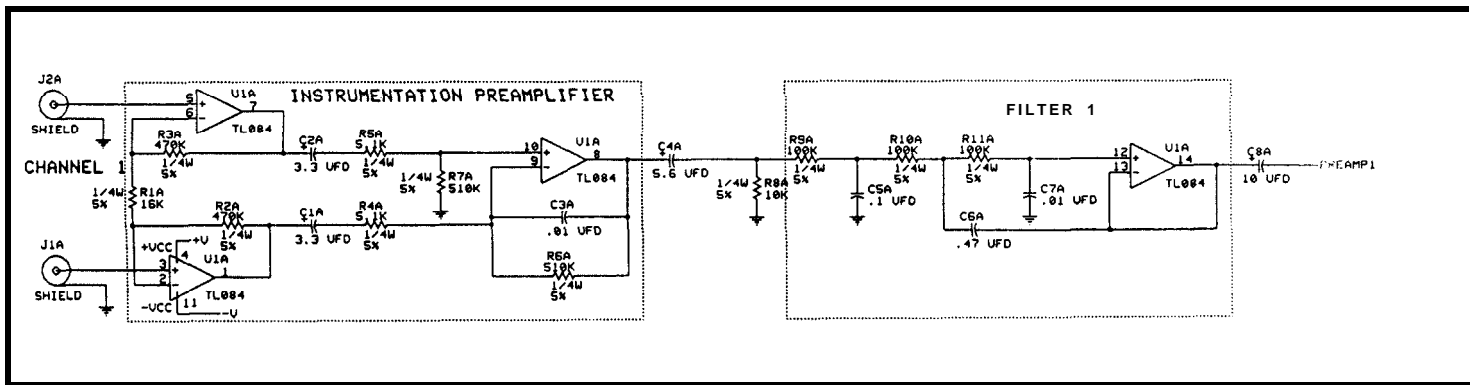 J2A
SHIELD
CHANNEL 1
INSTRUMENTATION PREAMPLIFIER
U1A
5
6
7
TL084
R3A
470K
1/4W
5%
C2A
3.3 UFD
R5A
5.1K
1/4W
5%
1/4W
5%
R7A
510K
U1A
10
9
8
TL084
1/4W
5%
R1A
16K
R2A
470K
1/4W
5%
C1A
3.3 UFD
R4A
5.1K
1/4W
5%
C3A
.01 UFD
R6A
510K
1/4W
5%
J1A
SHIELD
+VCC
+V
4
U1A
3
2
1
TL084
11
-VCC
-V
C4A
5.6 UFD
FILTER 1
1/4W
5%
R8A
10K
R9A
100K
1/4W
5%
C5A
.1 UFD
R10A
100K
1/4W
5%
R11A
100K
1/4W
5%
C7A
.01 UFD
C6A
.47 UFD
U1A
12
13
14
TL084
C8A
10 UFD
PREAMP1